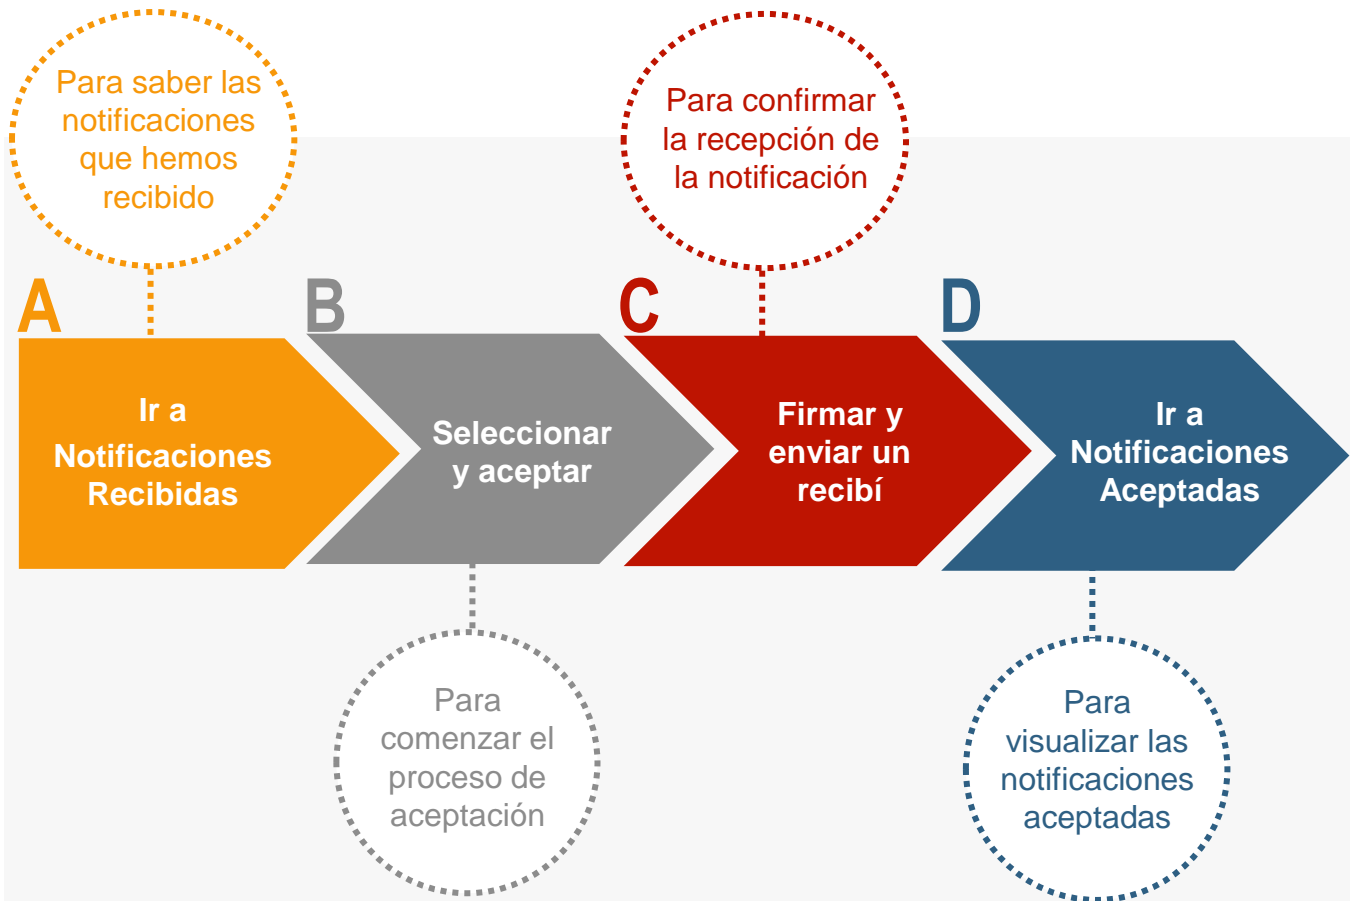 Para saber las
notificaciones
que hemos
recibido
Para confirmar
la recepción de
la notificación
A
B
C
D
Ir a
Notificaciones
Recibidas
Seleccionar
y aceptar
Firmar y
enviar un
recibí
Ir a
Notificaciones
Aceptadas
Para
comenzar el
proceso de
aceptación
Para
visualizar las
notificaciones
aceptadas